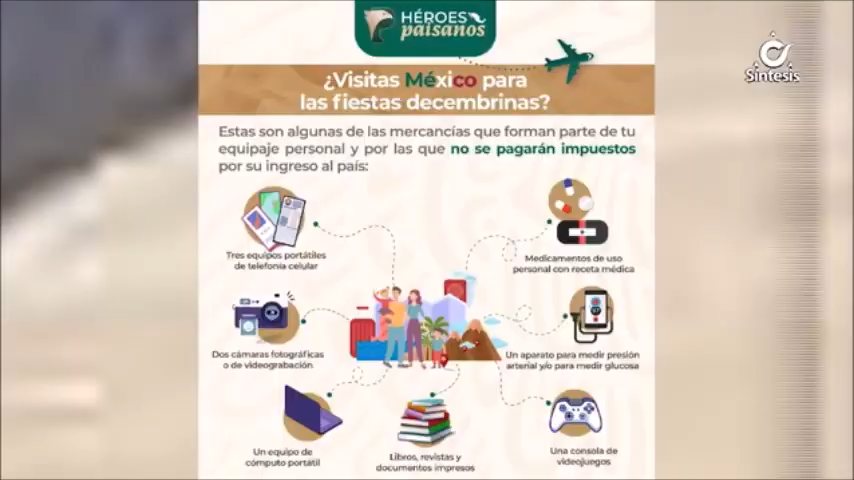 HÉROES
paisanos
Síntesis
¿Visitas México para
las fiestas decembrinas?
Estas son algunas de las mercancías que forman parte de tu
equipaje personal y por las que no se pagarán impuestos
por su ingreso al país:
Tres equipos portátiles
de telefonía celular
Medicamentos de uso
personal con receta médica
Dos cámaras fotográficas
o de videograbación
Un aparato para medir presión
arterial y/o para medir glucosa
Un equipo de
cómputo portátil
Libros, revistas y
documentos impresos
Una consola de
videojuegos